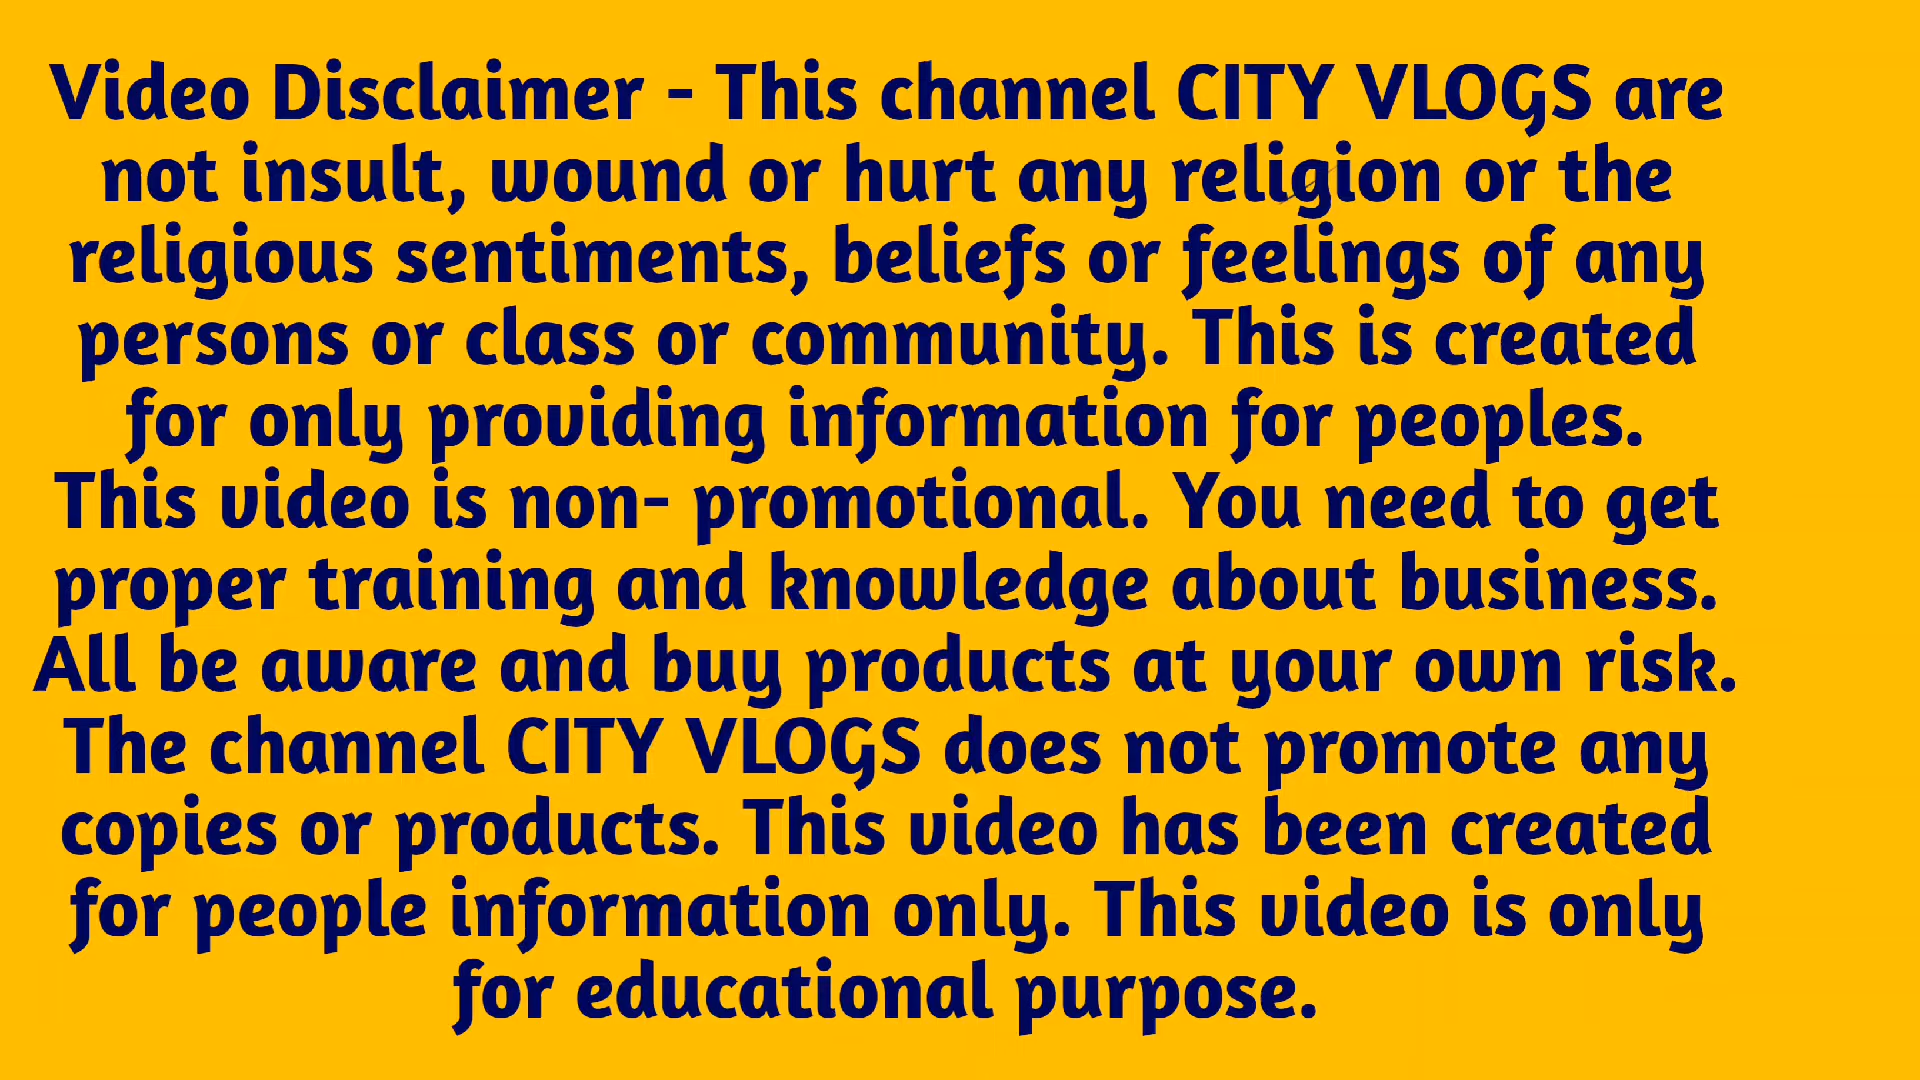 Video Disclaimer - This channel CITY VLOGS are
not insult, wound or hurt any religion or the
religious sentiments, beliefs or feelings of any
persons or class or community. This is created
for only providing information for peoples.
This video is non- promotional. You need to get
proper training and knowledge about business.
All be aware and buy products at your own risk.
The channel CITY VLOGS does not promote any
copies or products. This video has been created
for people information only. This video is only
for educational purpose.